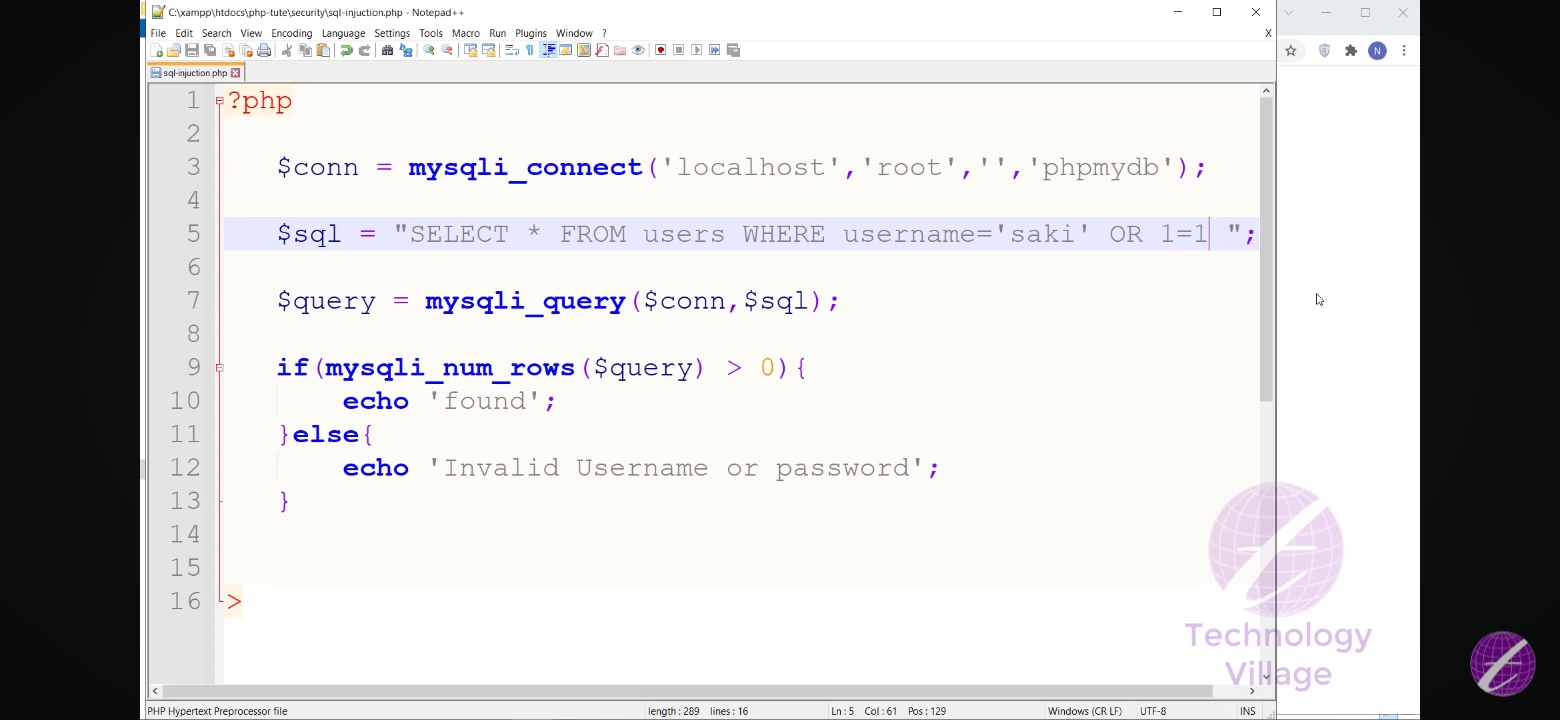 C:\xampp\htdocs\php-tute\security\sql-injuction.php - Notepad++
File Edit Search View Encoding Language Settings Tools Macro Run Plugins Window ? X
sql-injuction.php
N
1 ?php
2
3 $conn = mysqli_connect('localhost','root','','phpmydb');
4
5 $sql = "SELECT * FROM users WHERE username='saki' OR 1=1 ";
6
7 $query = mysqli_query($conn,$sql);
8
9 if(mysqli_num_rows($query) > 0){
10 echo 'found';
11 }else{
12 echo 'Invalid Username or password';
13 }
14
15
16 >
Technology
Village
PHP Hypertext Preprocessor file length : 289 lines : 16 Ln : 5 Col : 61 Pos : 129 Windows (CR LF) UTF-8 INS